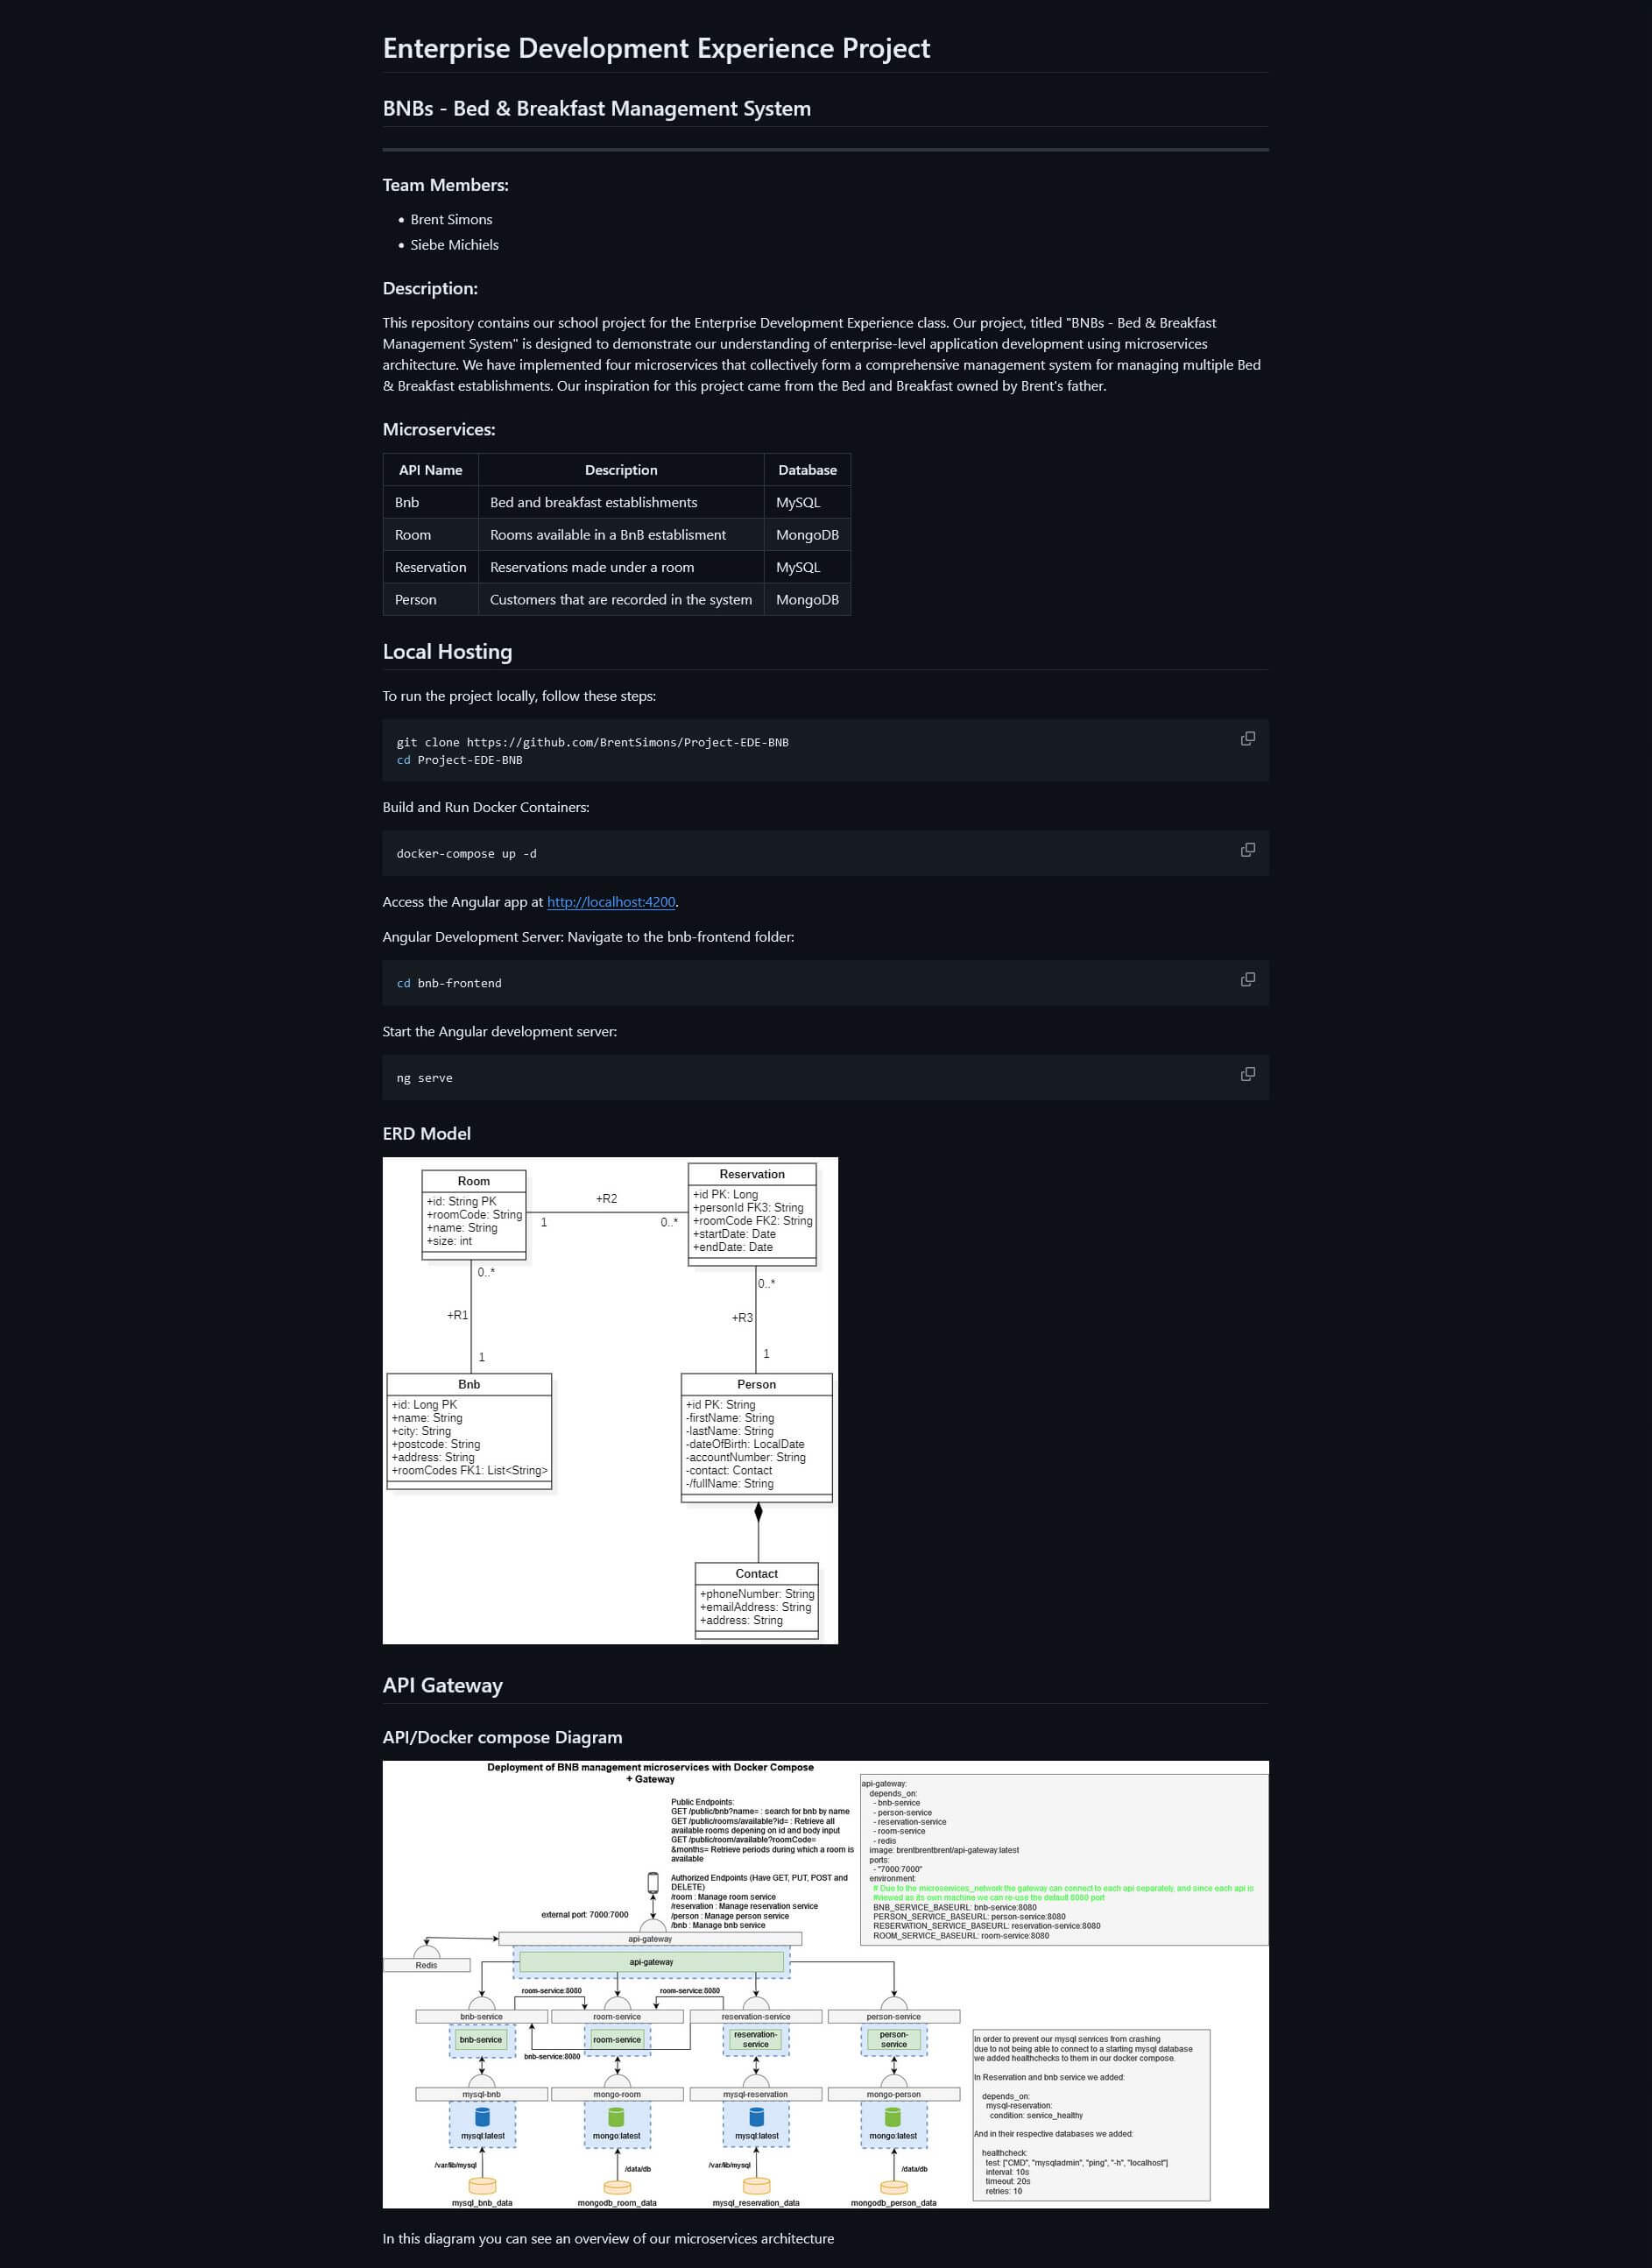 Enterprise Development Experience Project
BNBs - Bed & Breakfast Management System
Team Members:
Brent Simons
Siebe Michiels
Description:
This repository contains our school project for the Enterprise Development Experience class. Our project, titled "BNBs - Bed & Breakfast
Management System" is designed to demonstrate our understanding of enterprise-level application development using microservices
architecture. We have implemented four microservices that collectively form a comprehensive management system for managing multiple Bed
& Breakfast establishments. Our inspiration for this project came from the Bed and Breakfast owned by Brent's father.
Microservices:
API Name Description Database
Bnb Bed and breakfast establishments MySQL
Room Rooms available in a BnB establisment MongoDB
Reservation Reservations made under a room MySQL
Person Customers that are recorded in the system MongoDB
Local Hosting
To run the project locally, follow these steps:
git clone https://github.com/BrentSimons/Project-EDE-BNB
cd Project-EDE-BNB
Build and Run Docker Containers:
docker-compose up -d
Access the Angular app at http://localhost:4200.
Angular Development Server: Navigate to the bnb-frontend folder:
cd bnb-frontend
Start the Angular development server:
ng serve
ERD Model
Room
+id: String PK
+roomCode: String
+name: String
+size: int
+R2
1
0..*
Reservation
+id PK: Long
+personId FK3: String
+roomCode FK2: String
+startDate: Date
+endDate: Date
0..*
+R1
1
0..*
+R3
1
Bnb
+id: Long PK
+name: String
+city: String
+postcode: String
+address: String
+roomCodes FK1: List<String>
Person
+id PK: String
-firstName: String
-lastName: String
-dateOfBirth: LocalDate
-accountNumber: String
-contact: Contact
-/fullName: String
Contact
+phoneNumber: String
+emailAddress: String
+address: String
API Gateway
API/Docker compose Diagram
Deployment of BNB management microservices with Docker Compose
+ Gateway
Public Endpoints:
GET /public/bnb?name= : search for bnb by name
GET /public/rooms/available?id= : Retrieve all
available rooms depening on id and body input
GET /public/room/available?roomCode=
&months= Retrieve periods during which a room is
available
Authorized Endpoints (Have GET, PUT, POST and
DELETE)
/room : Manage room service
/reservation : Manage reservation service
/person : Manage person service
/bnb : Manage bnb service
api-gateway:
depends_on:
- bnb-service
- person-service
- reservation-service
- room-service
- redis
image: brentbrentbrent/api-gateway:latest
ports:
- "7000:7000"
environment:
# Due to the microservices_network the gateway can connect to each api separately, and since each api is
#viewed as its own machine we can re-use the default 8080 port
BNB_SERVICE_BASEURL: bnb-service:8080
PERSON_SERVICE_BASEURL: person-service:8080
RESERVATION_SERVICE_BASEURL: reservation-service:8080
ROOM_SERVICE_BASEURL: room-service:8080
external port: 7000:7000
api-gateway
Redis
api-gateway
room-service:8080
room-service:8080
bnb-service
room-service
reservation-service
person-service
bnb-service
room-service
reservation-
service
person-
service
bnb-service:8080
mysql-bnb
mongo-room
mysql-reservation
mongo-person
mysql:latest
mongo:latest
mysql:latest
mongo:latest
/var/lib/mysql
/data/db
/var/lib/mysql
/data/db
mysql_bnb_data
mongodb_room_data
mysql_reservation_data
mongodb_person_data
In order to prevent our mysql services from crashing
due to not being able to connect to a starting mysql database
we added healthchecks to them in our docker compose.
In Reservation and bnb service we added:
depends_on:
mysql-reservation:
condition: service_healthy
And in their respective databases we added:
healthcheck:
test: ["CMD", "mysqladmin", "ping", "-h", "localhost"]
interval: 10s
timeout: 20s
retries: 10
In this diagram you can see an overview of our microservices architecture